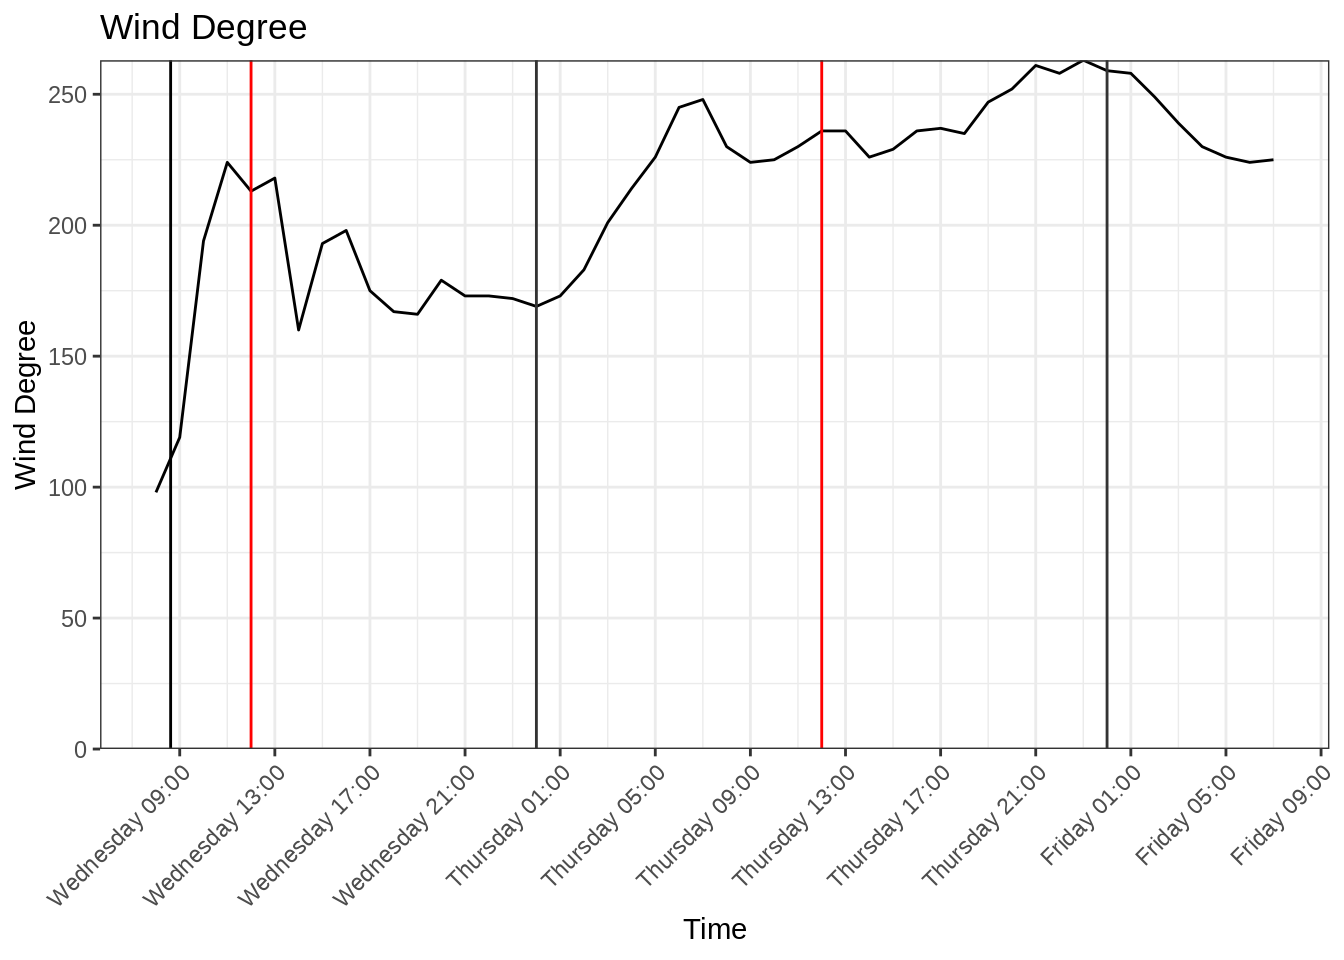 Wind Degree
Wind Degree
250
200
150
100
50
0
Wednesday 09:00
Wednesday 13:00
Wednesday 17:00
Wednesday 21:00
Thursday 01:00
Thursday 05:00
Thursday 09:00
Thursday 13:00
Thursday 17:00
Thursday 21:00
Friday 01:00
Friday 05:00
Friday 09:00
Time